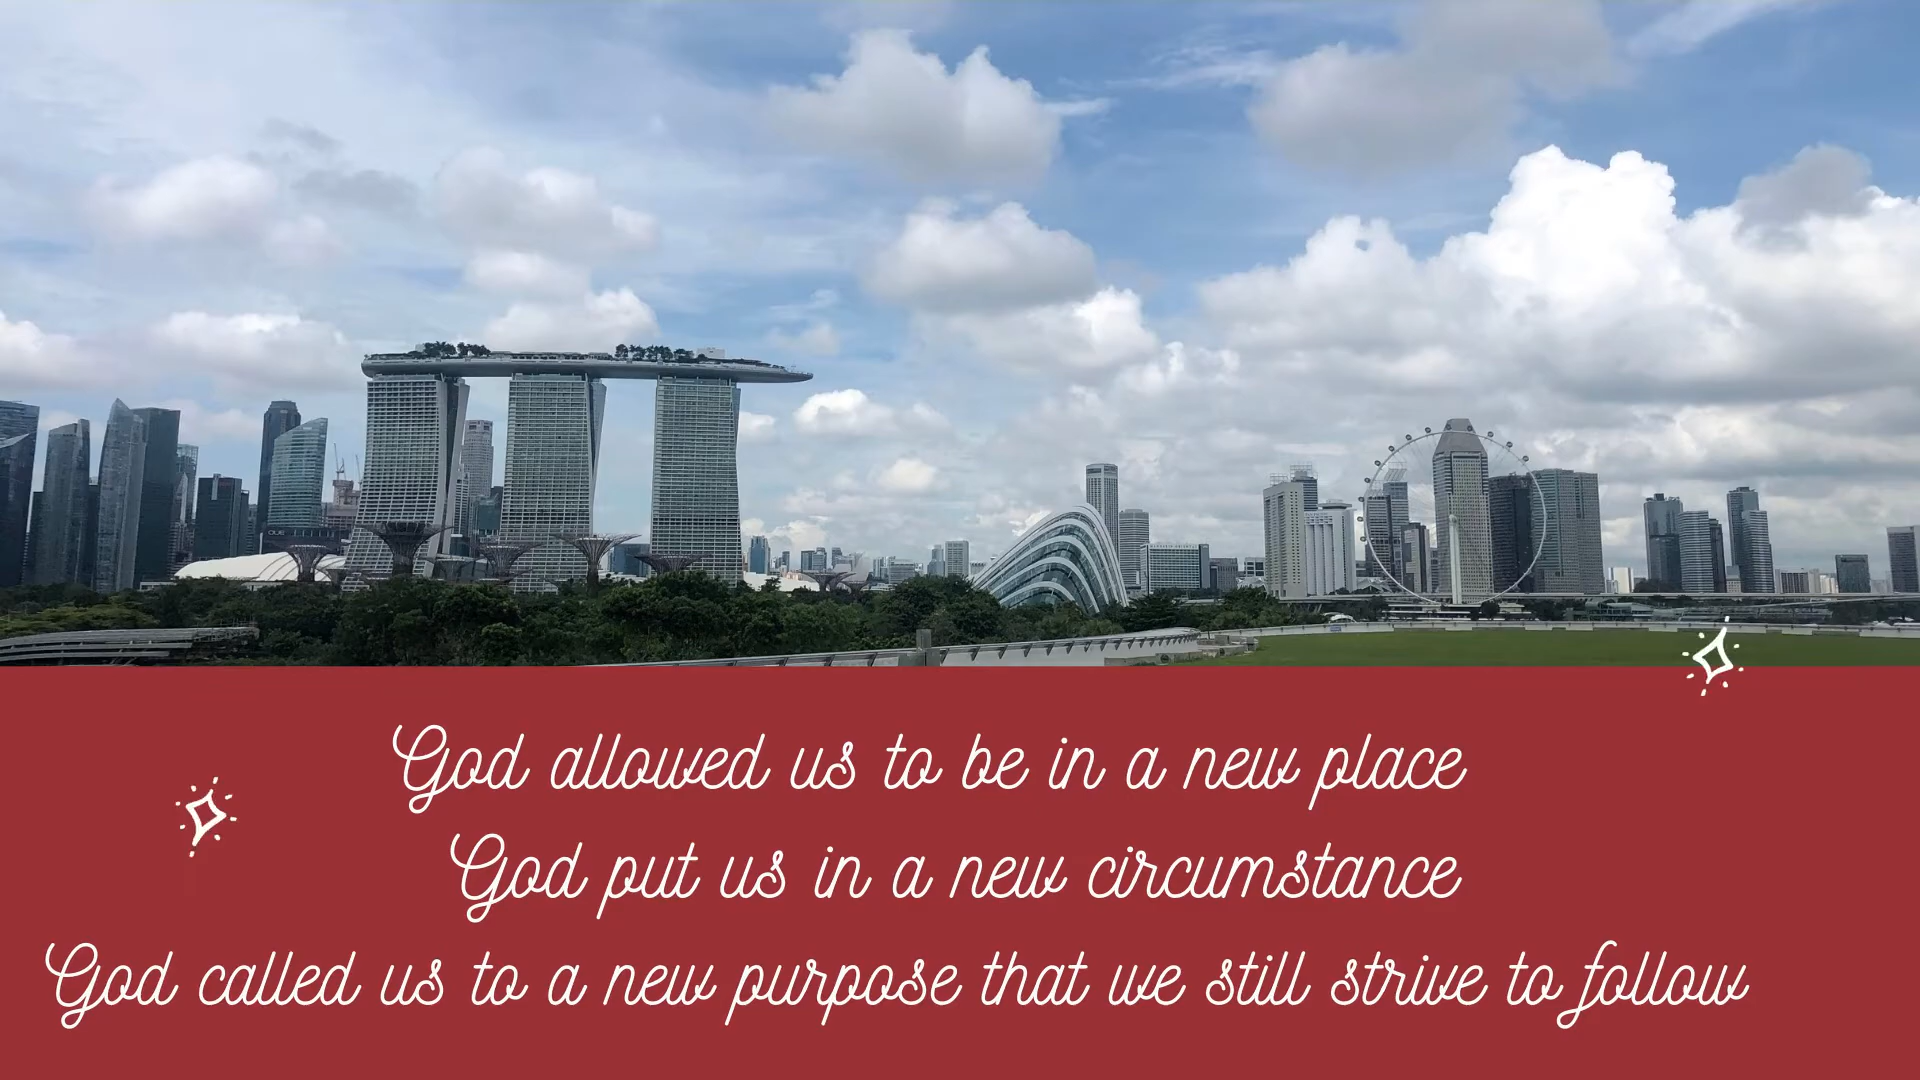 God allowed us to be in a new place
God put us in a new circumstance
God called us to a new purpose that we still strive to follow